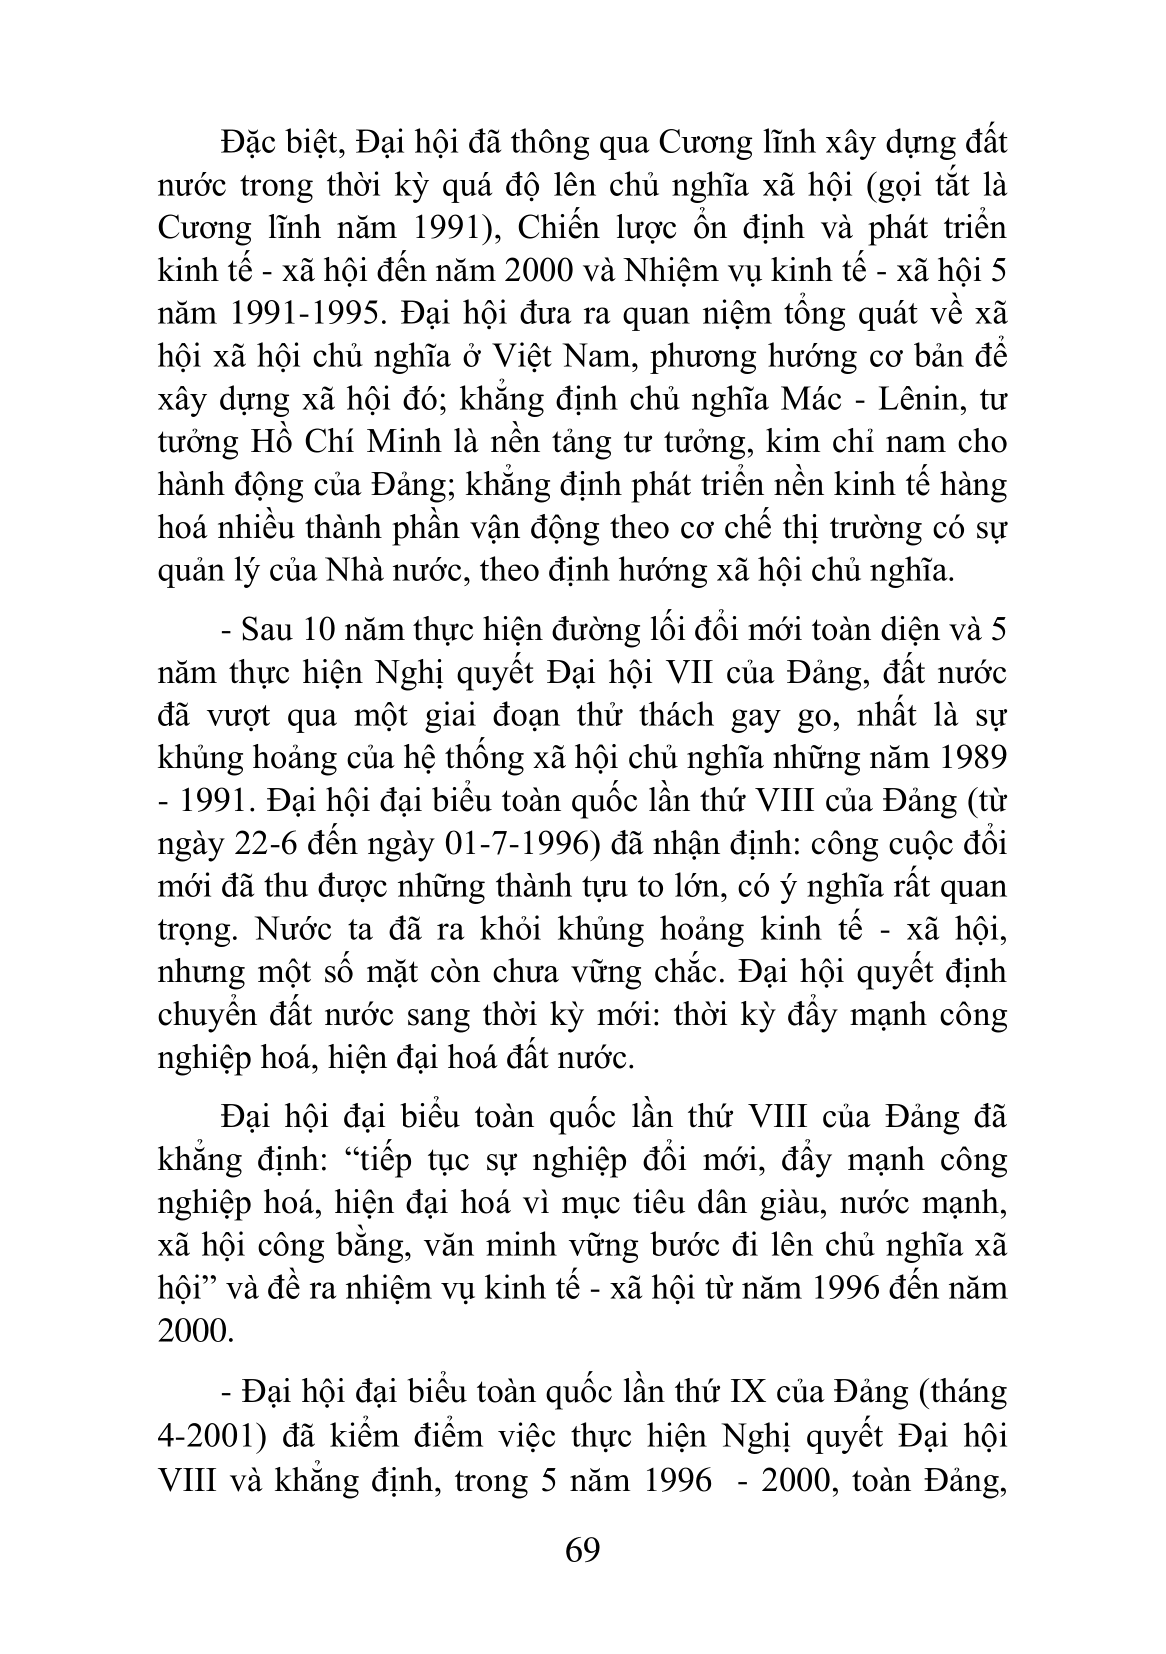 Đặc biệt, Đại hội đã thông qua Cương lĩnh xây dựng đất
nước trong thời kỳ quá độ lên chủ nghĩa xã hội (gọi tắt là
Cương lĩnh năm 1991), Chiến lược ổn định và phát triển
kinh tế - xã hội đến năm 2000 và Nhiệm vụ kinh tế - xã hội 5
năm 1991-1995. Đại hội đưa ra quan niệm tổng quát về xã
hội xã hội chủ nghĩa ở Việt Nam, phương hướng cơ bản để
xây dựng xã hội đó; khẳng định chủ nghĩa Mác - Lênin, tư
tưởng Hồ Chí Minh là nền tảng tư tưởng, kim chỉ nam cho
hành động của Đảng; khẳng định phát triển nền kinh tế hàng
hoá nhiều thành phần vận động theo cơ chế thị trường có sự
quản lý của Nhà nước, theo định hướng xã hội chủ nghĩa.
- Sau 10 năm thực hiện đường lối đổi mới toàn diện và 5
năm thực hiện Nghị quyết Đại hội VII của Đảng, đất nước
đã vượt qua một giai đoạn thử thách gay go, nhất là sự
khủng hoảng của hệ thống xã hội chủ nghĩa những năm 1989
- 1991. Đại hội đại biểu toàn quốc lần thứ VIII của Đảng (từ
ngày 22-6 đến ngày 01-7-1996) đã nhận định: công cuộc đổi
mới đã thu được những thành tựu to lớn, có ý nghĩa rất quan
trọng. Nước ta đã ra khỏi khủng hoảng kinh tế - xã hội,
nhưng một số mặt còn chưa vững chắc. Đại hội quyết định
chuyển đất nước sang thời kỳ mới: thời kỳ đẩy mạnh công
nghiệp hoá, hiện đại hoá đất nước.
Đại hội đại biểu toàn quốc lần thứ VIII của Đảng đã
khẳng định: “tiếp tục sự nghiệp đổi mới, đẩy mạnh công
nghiệp hoá, hiện đại hoá vì mục tiêu dân giàu, nước mạnh,
xã hội công bằng, văn minh vững bước đi lên chủ nghĩa xã
hội” và đề ra nhiệm vụ kinh tế - xã hội từ năm 1996 đến năm
2000.
- Đại hội đại biểu toàn quốc lần thứ IX của Đảng (tháng
4-2001) đã kiểm điểm việc thực hiện Nghị quyết Đại hội
VIII và khẳng định, trong 5 năm 1996 - 2000, toàn Đảng,
69